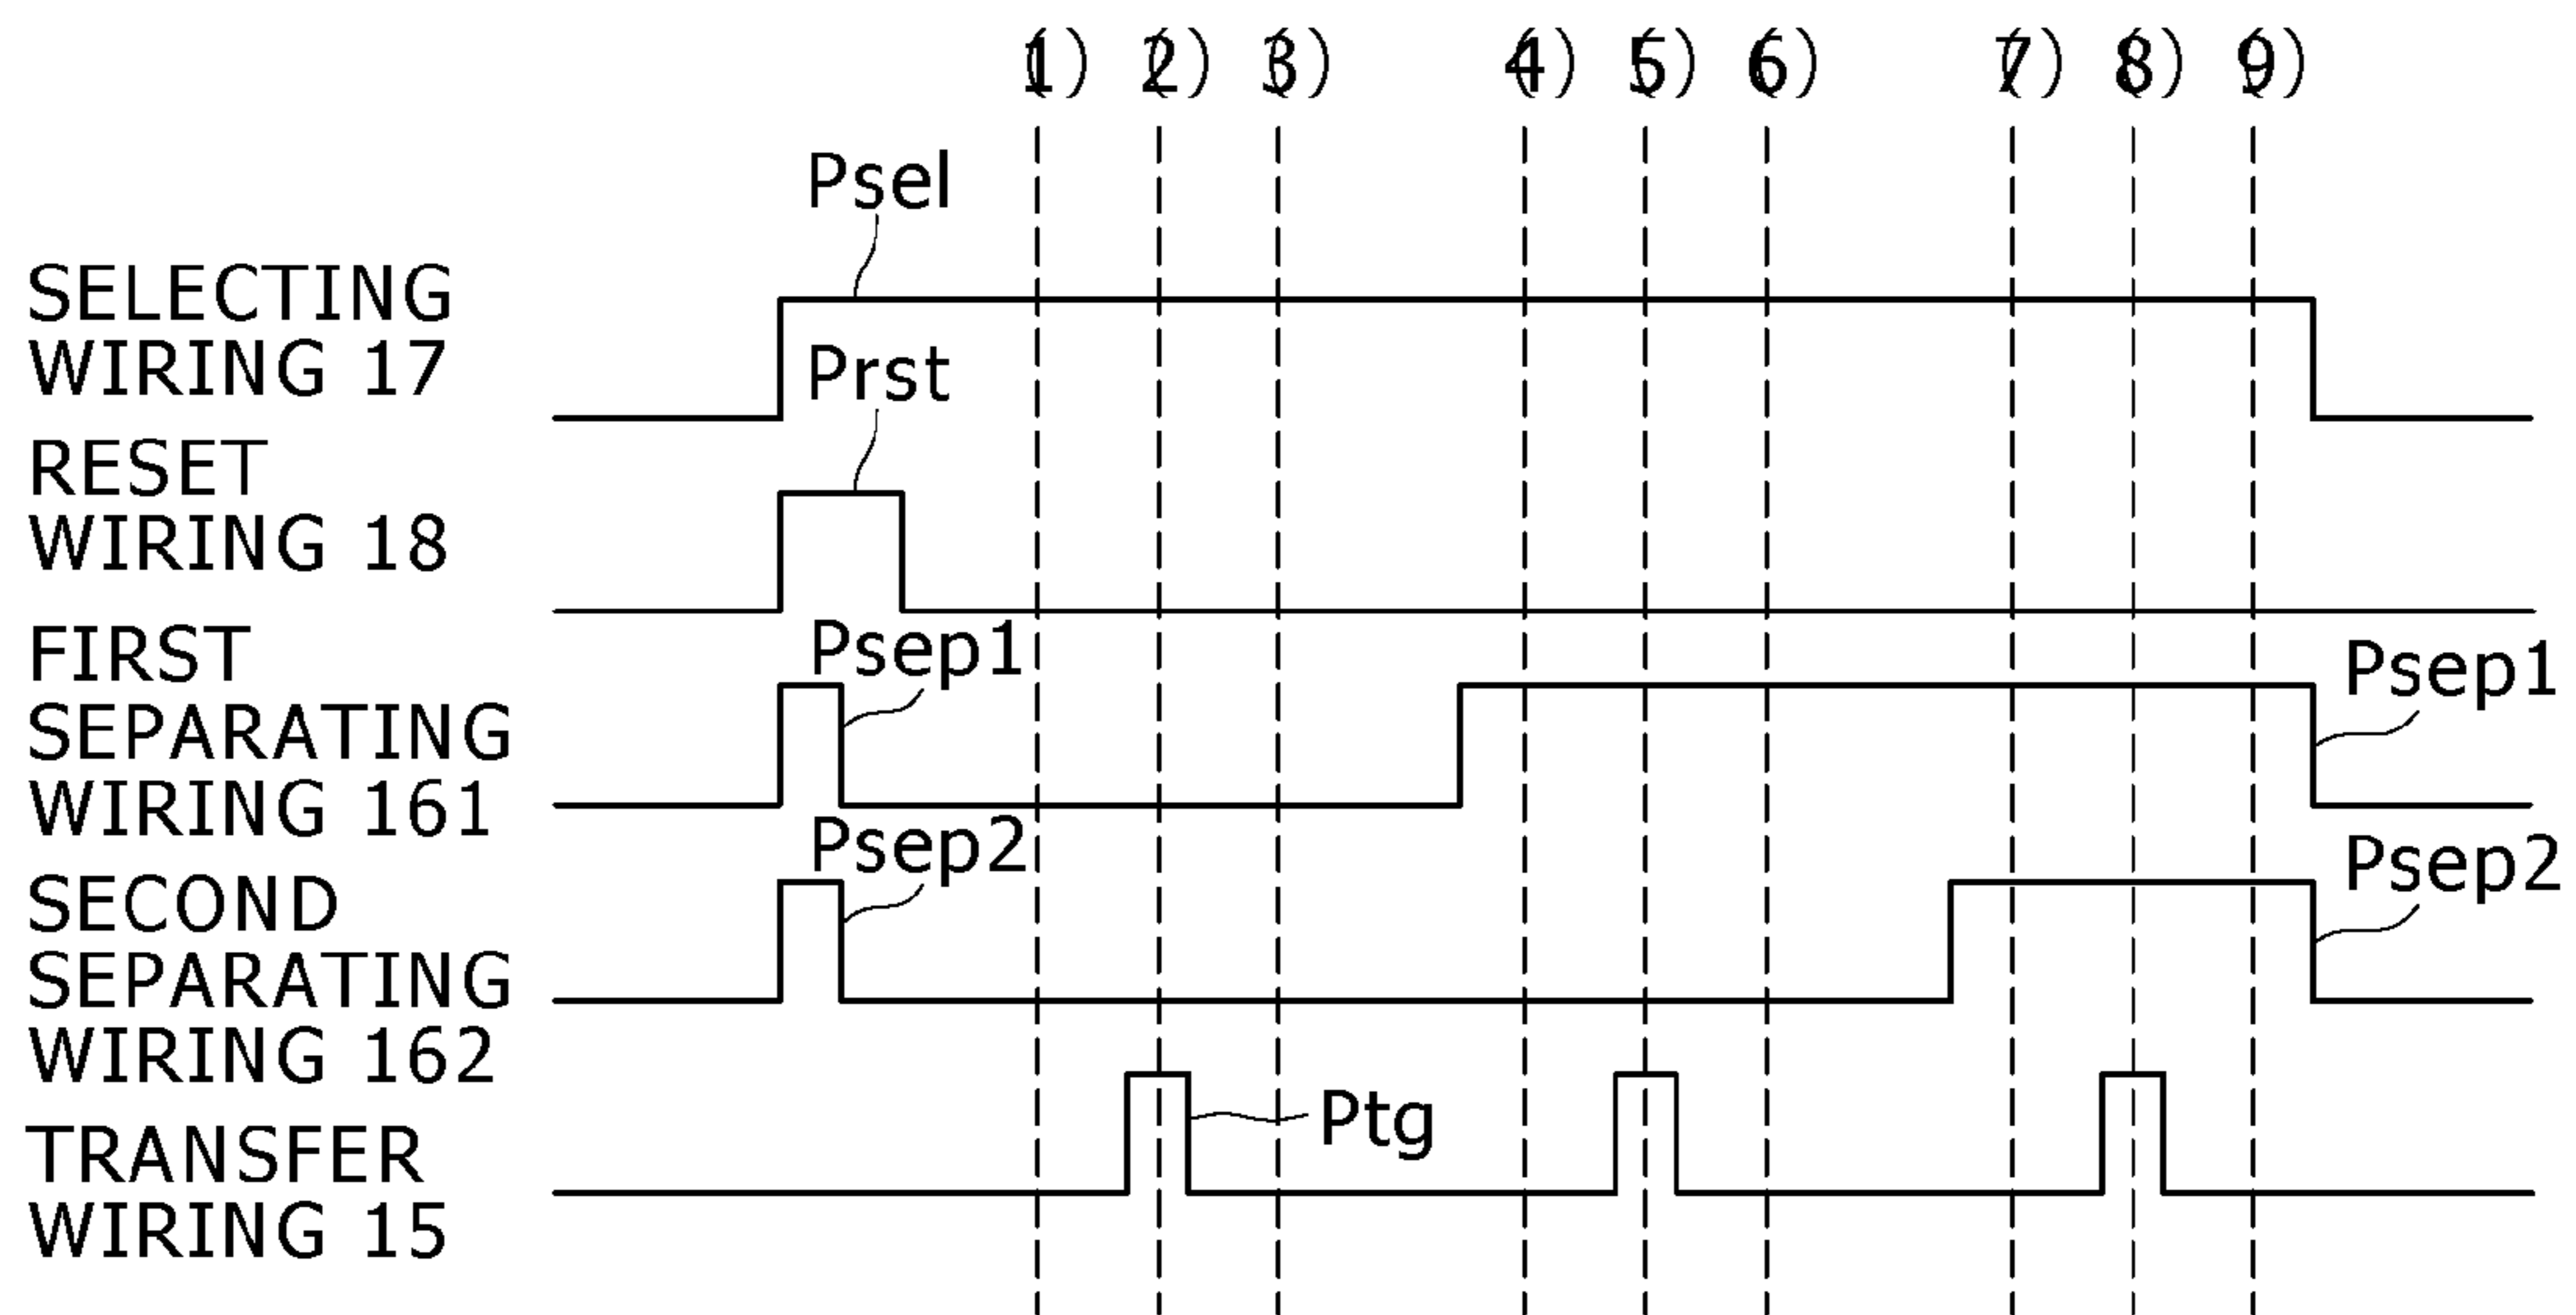 (1) (2) (3) (4) (5) (6) (7) (8) (9)
Psel
SELECTING
WIRING 17
Prst
RESET
WIRING 18
FIRST
SEPARATING
WIRING 161
Psep1
Psep1
SECOND
SEPARATING
WIRING 162
Psep2
Psep2
TRANSFER
WIRING 15
Ptg